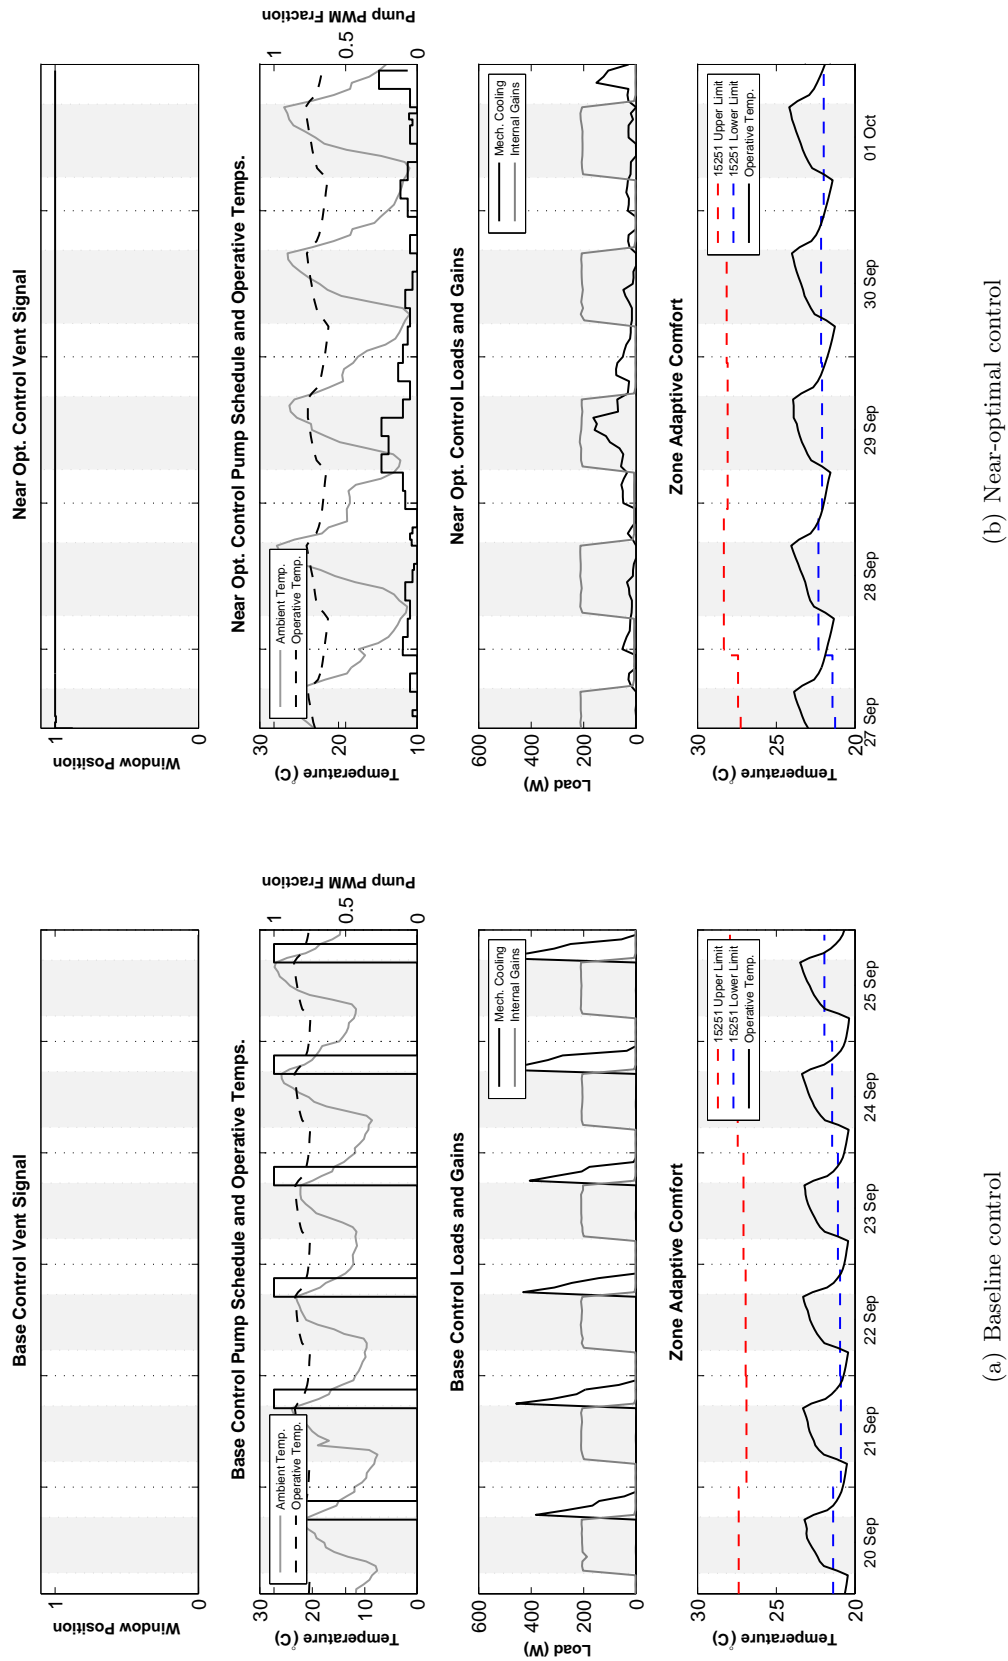 Base Control Vent Signal
1
0
Window Position
Base Control Pump Schedule and Operative Temps.
30
20
10
Temperature (°C)
1
0.5
0
Pump PWM Fraction
Ambient Temp.
Operative Temp.
Base Control Loads and Gains
600
400
200
0
Load (W)
Mech. Cooling
Internal Gains
Zone Adaptive Comfort
30
25
20
Temperature (°C)
15251 Upper Limit
15251 Lower Limit
Operative Temp.
20 Sep
21 Sep
22 Sep
23 Sep
24 Sep
25 Sep
(a) Baseline control
Near Opt. Control Vent Signal
1
0
Window Position
Near Opt. Control Pump Schedule and Operative Temps.
30
20
10
Temperature (°C)
1
0.5
0
Pump PWM Fraction
Ambient Temp.
Operative Temp.
Near Opt. Control Loads and Gains
600
400
200
0
Load (W)
Mech. Cooling
Internal Gains
Zone Adaptive Comfort
30
25
20
Temperature (°C)
15251 Upper Limit
15251 Lower Limit
Operative Temp.
27 Sep
28 Sep
29 Sep
30 Sep
01 Oct
(b) Near-optimal control